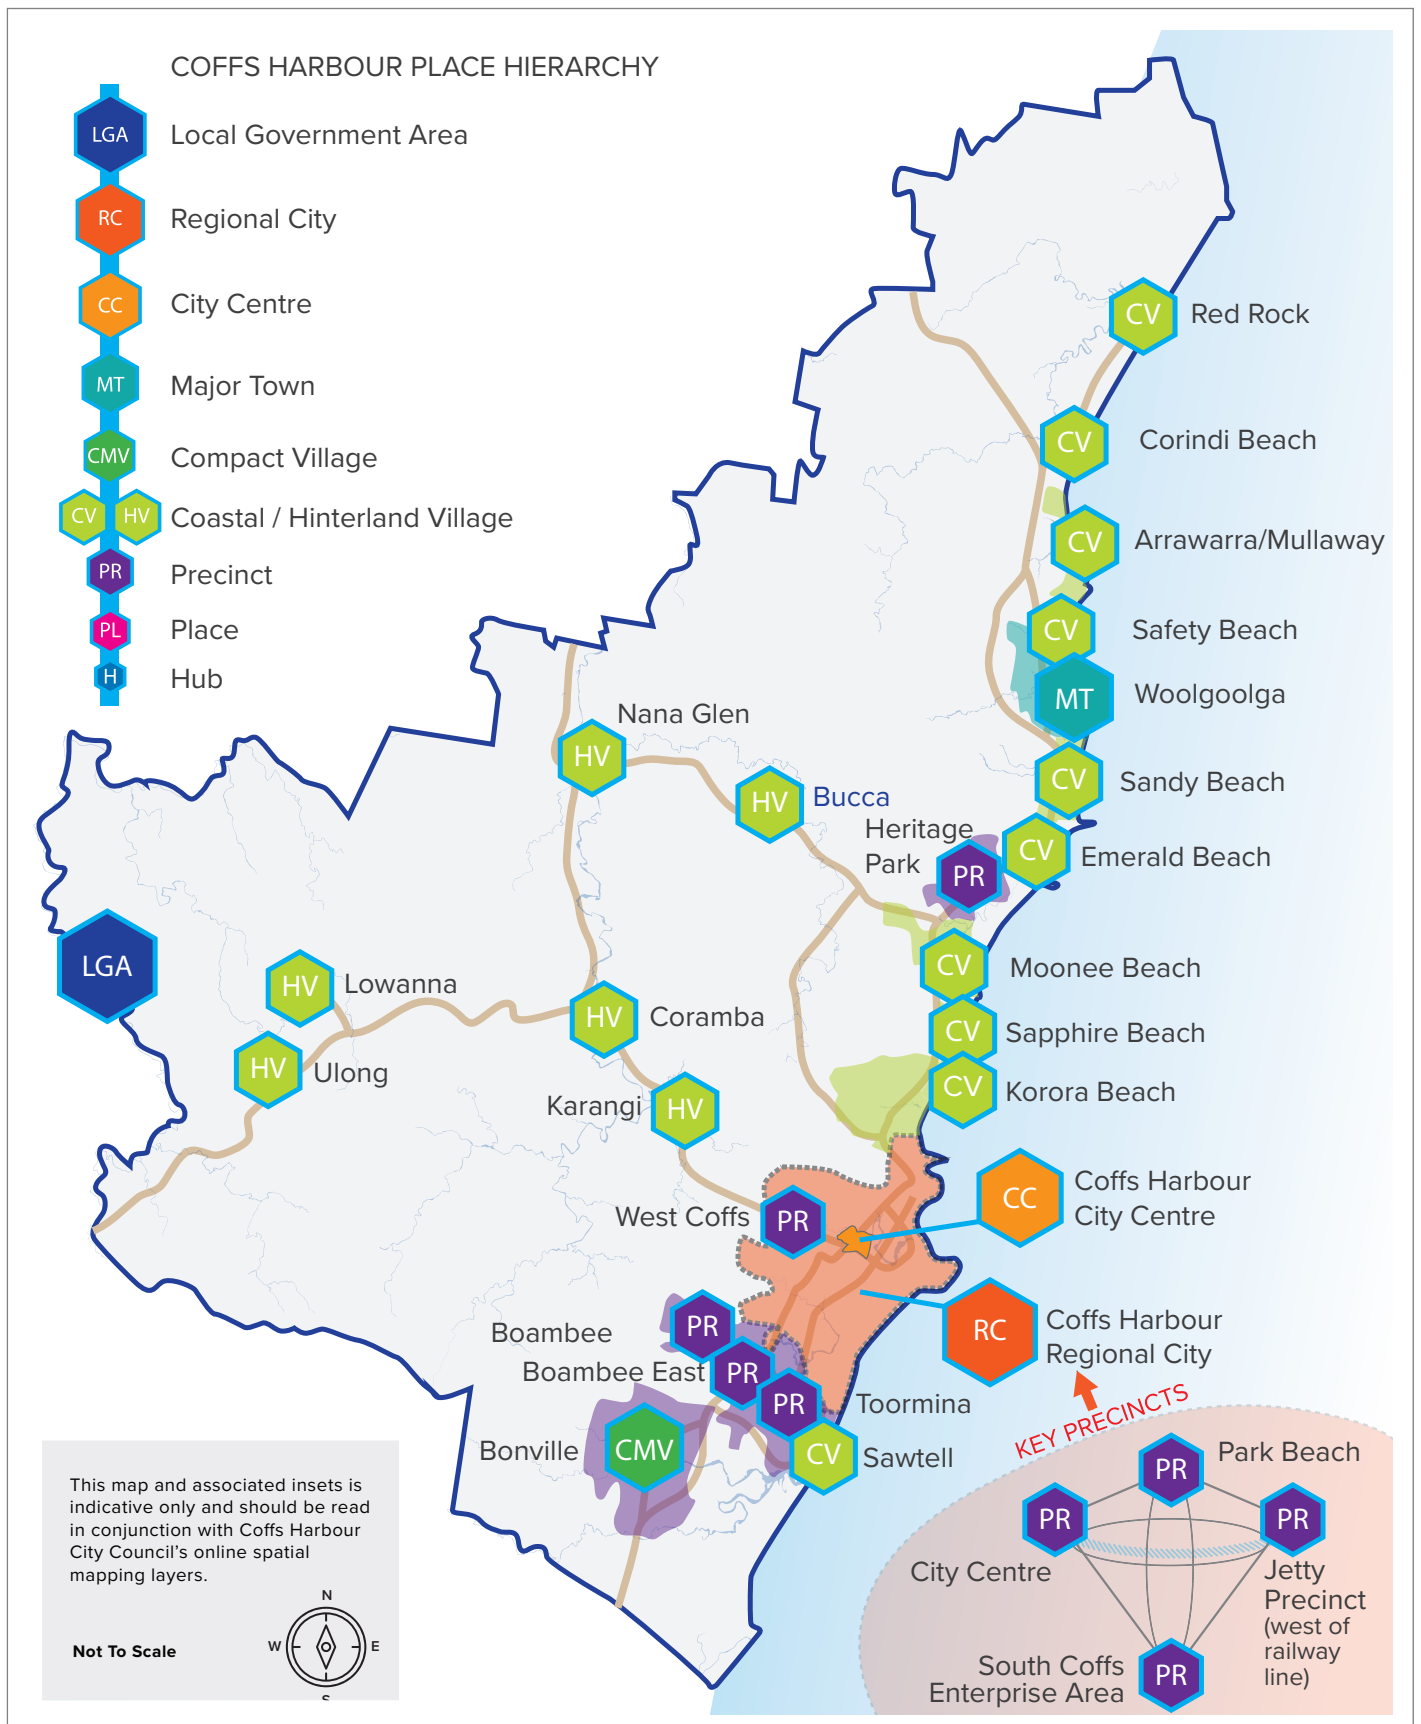 COFFS HARBOUR PLACE HIERARCHY
LGA
Local Government Area
RC
Regional City
CC
City Centre
MT
Major Town
CMV
Compact Village
CV
HV
Coastal / Hinterland Village
PR
Precinct
PL
Place
H
Hub
CV
Red Rock
CV
Corindi Beach
CV
Arrawarra/Mullaway
CV
Safety Beach
MT
Woolgoolga
CV
Sandy Beach
CV
Emerald Beach
Nana Glen
HV
HV
Bucca
Heritage
Park
PR
LGA
HV
Lowanna
HV
Ulong
HV
Coramba
Karangi
HV
CV
Moonee Beach
CV
Sapphire Beach
CV
Korora Beach
West Coffs
PR
CC
Coffs Harbour
City Centre
RC
Coffs Harbour
Regional City
Boambee
PR
Boambee East
PR
PR
Toormina
Bonville
CMV
CV
Sawtell
KEY PRECINCTS
PR
Park Beach
PR
City Centre
PR
Jetty
Precinct
(west of
railway
line)
South Coffs
Enterprise Area
PR
This map and associated insets is
indicative only and should be read
in conjunction with Coffs Harbour
City Council's online spatial
mapping layers.
Not To Scale
N
W
E
S